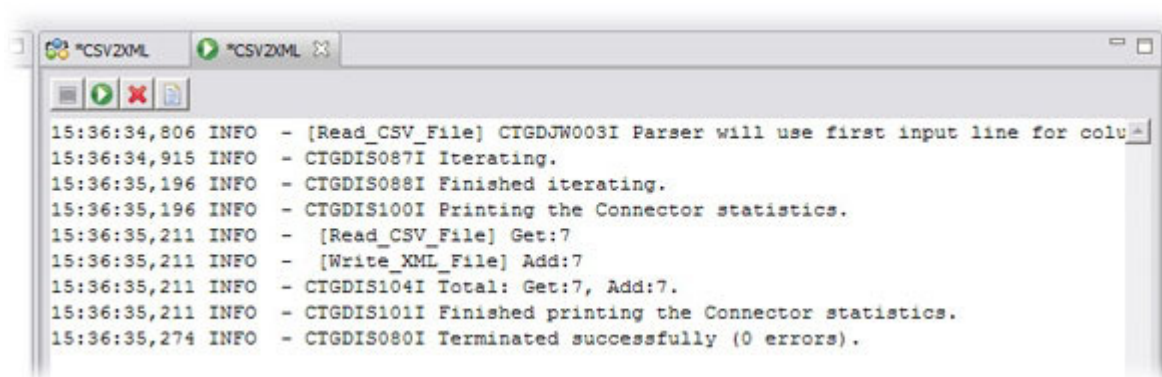 *CSV2XML *CSV2XML
15:36:34,806 INFO - [Read_CSV_File] CTGDJW003I Parser will use first input line for colu
15:36:34,915 INFO - CTGDIS087I Iterating.
15:36:35,196 INFO - CTGDIS088I Finished iterating.
15:36:35,196 INFO - CTGDIS100I Printing the Connector statistics.
15:36:35,211 INFO - [Read_CSV_File] Get:7
15:36:35,211 INFO - [Write_XML_File] Add:7
15:36:35,211 INFO - CTGDIS104I Total: Get:7, Add:7.
15:36:35,211 INFO - CTGDIS101I Finished printing the Connector statistics.
15:36:35,274 INFO - CTGDIS080I Terminated successfully (0 errors).